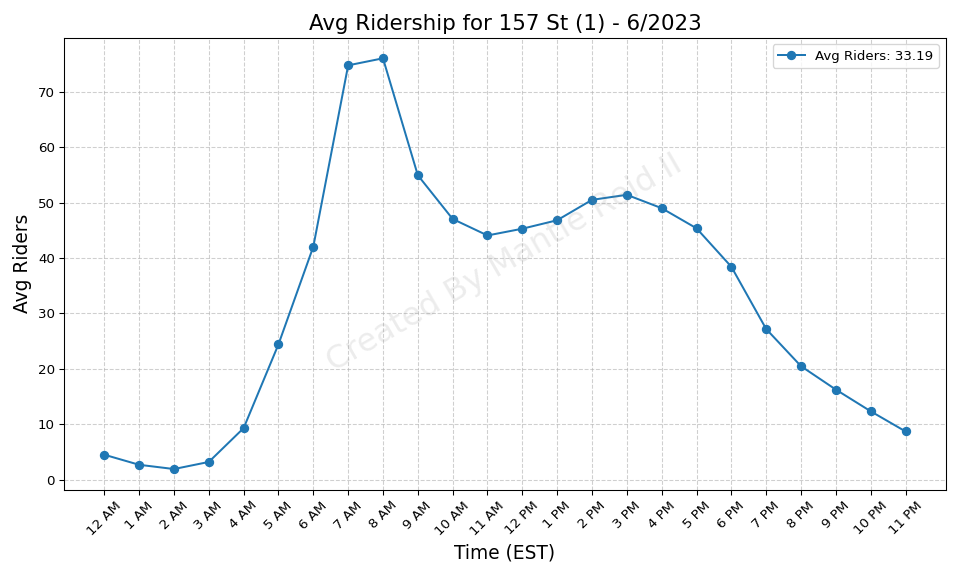 Avg Ridership for 157 St (1) - 6/2023
Avg Riders: 33.19
Avg Riders
70
60
50
40
30
20
10
0
12 AM
1 AM
2 AM
3 AM
4 AM
5 AM
6 AM
7 AM
8 AM
9 AM
10 AM
11 AM
12 PM
1 PM
2 PM
3 PM
4 PM
5 PM
6 PM
7 PM
8 PM
9 PM
10 PM
11 PM
Time (EST)
Created By Mantie Reid II